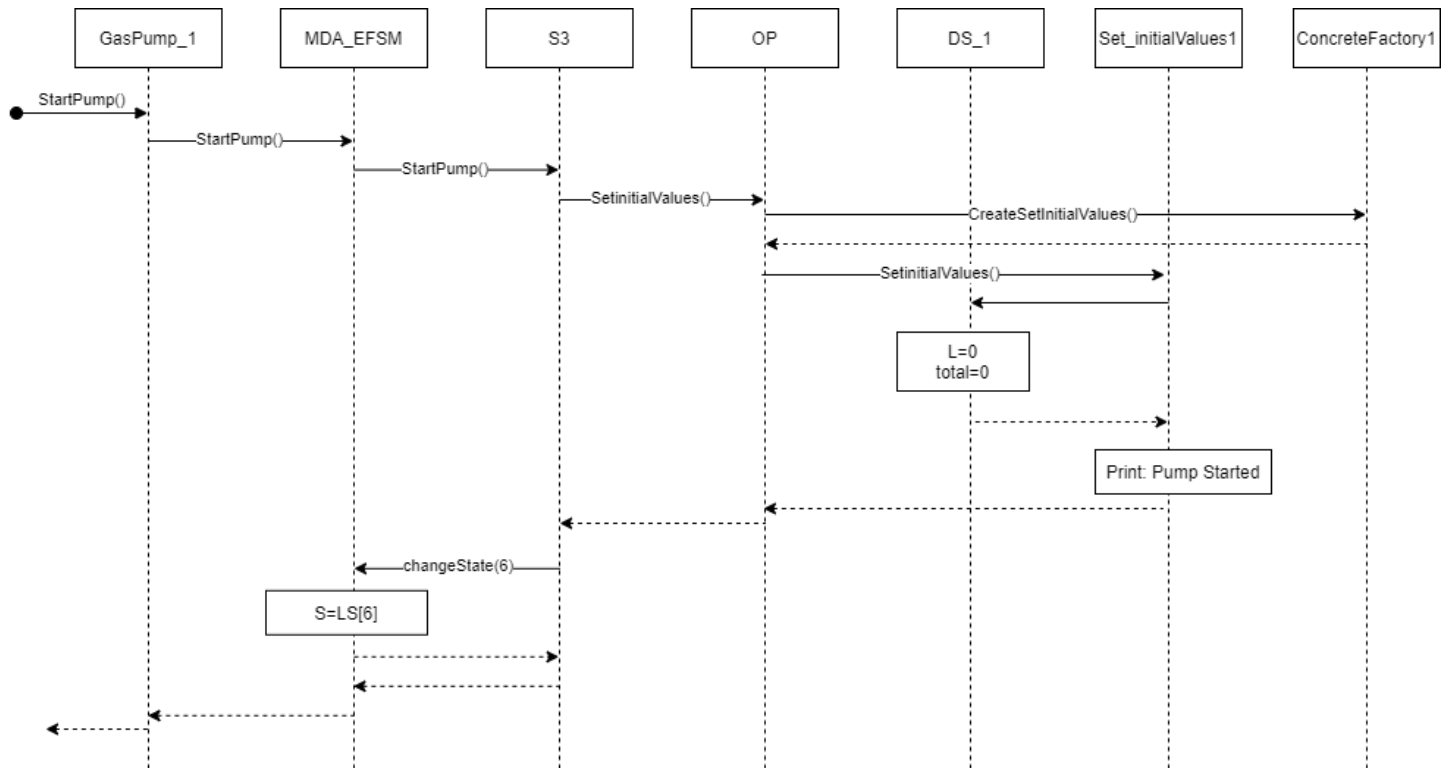 GasPump_1
MDA_EFSM
S3
OP
DS_1
Set_initialValues1
ConcreteFactory1
StartPump()
StartPump()
StartPump()
SetinitialValues()
CreateSetInitialValues()
SetinitialValues()
L=0
total=0
Print: Pump Started
changeState(6)
S=LS[6]